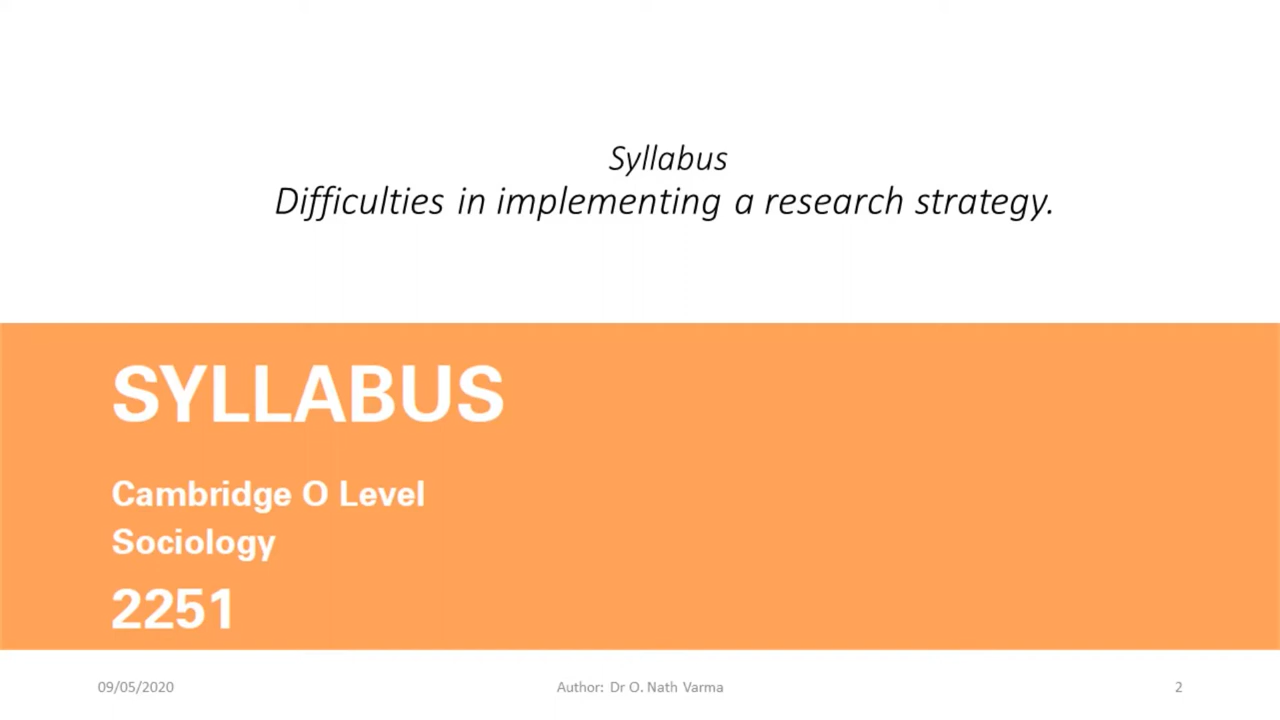 Syllabus
Difficulties in implementing a research strategy.
SYLLABUS
Cambridge O Level
Sociology
2251
09/05/2020
Author: Dr O. Nath Varma
2